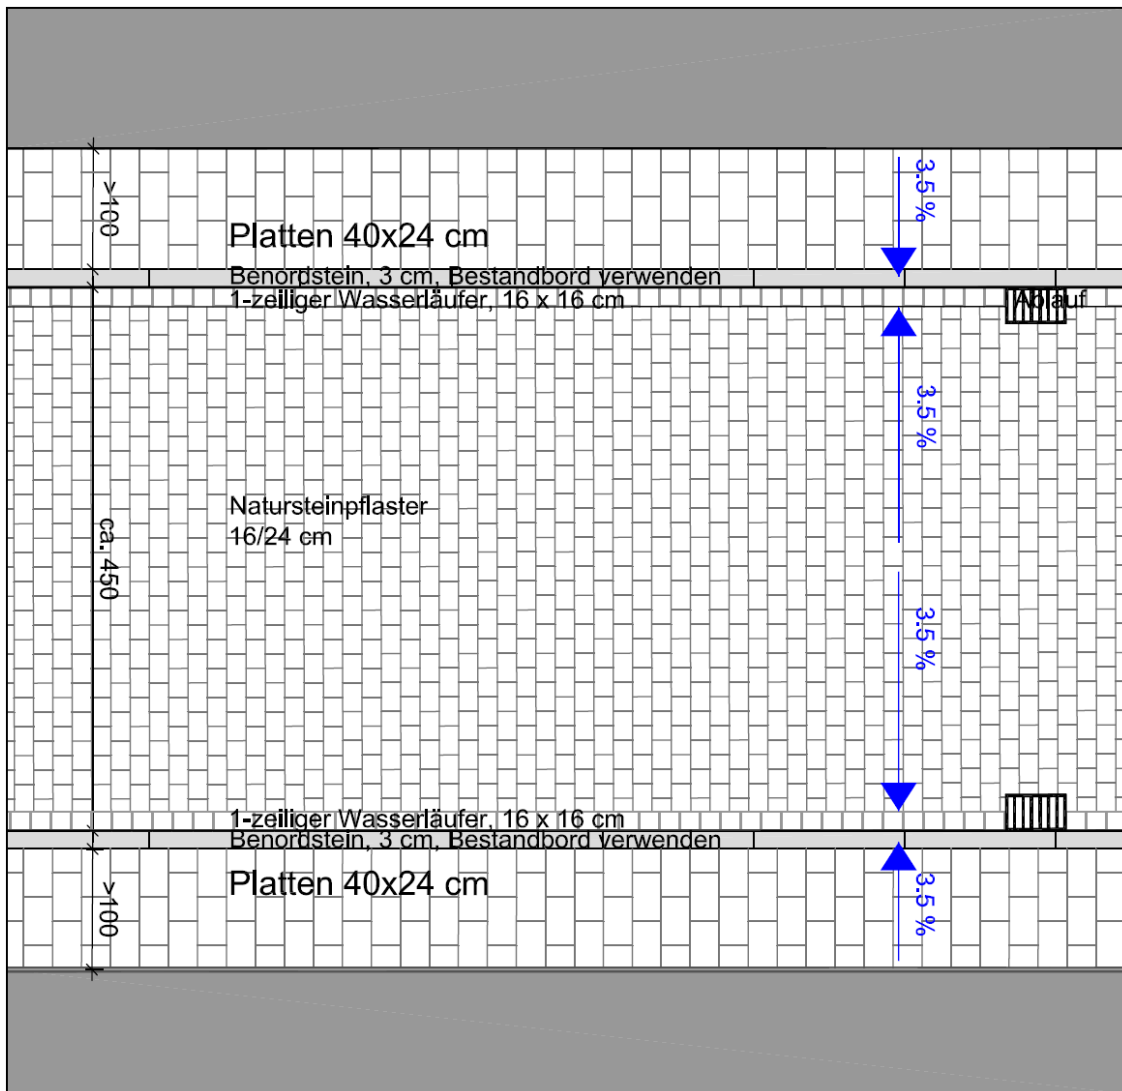 >100
3.5 %
Platten 40x24 cm
Benordstein, 3 cm, Bestandbord verwenden
1-zeiliger Wasserläufer, 16 x 16 cm
Ablauf
3.5 %
Natursteinpflaster
16/24 cm
ca. 450
3.5 %
1-zeiliger Wasserläufer, 16 x 16 cm
Benordstein, 3 cm, Bestandbord verwenden
Platten 40x24 cm
>100
3.5 %